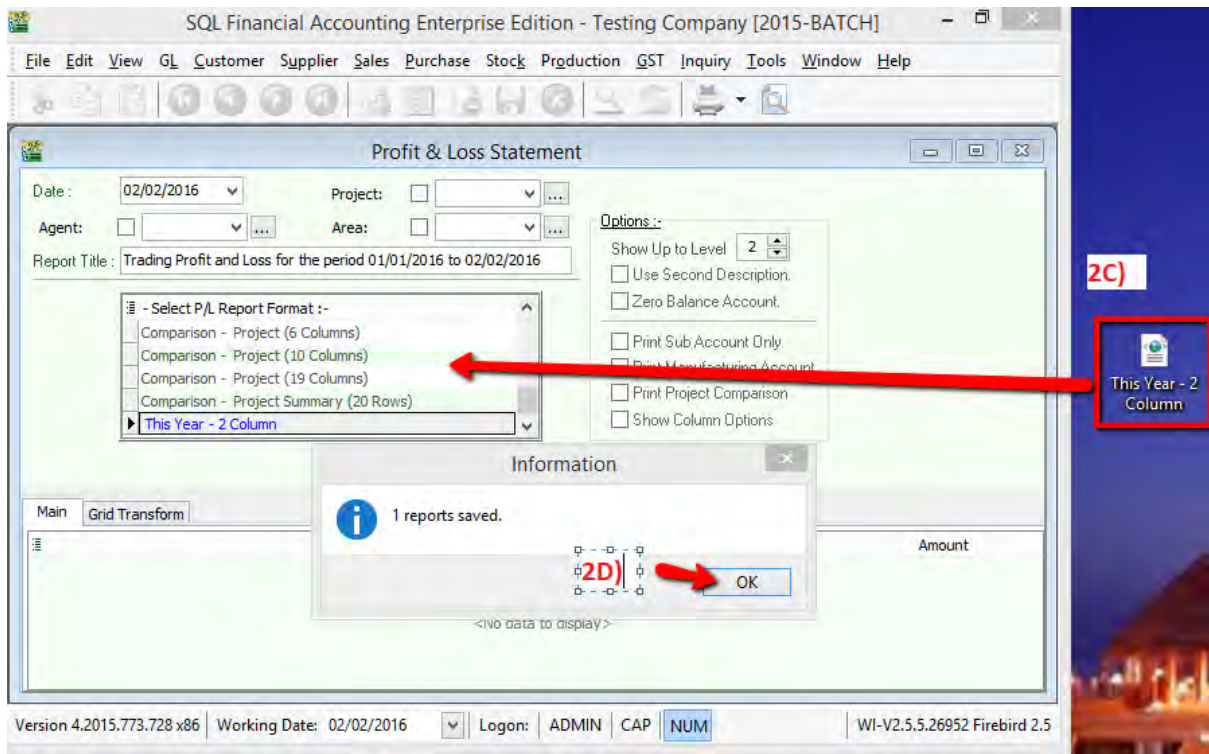 SQL Financial Accounting Enterprise Edition - Testing Company [2015-BATCH]
File Edit View GL Customer Supplier Sales Purchase Stock Production GST Inquiry Tools Window Help
Profit & Loss Statement
Date : 02/02/2016 Project: ...
Agent: ... Area: ...
Report Title : Trading Profit and Loss for the period 01/01/2016 to 02/02/2016
Options :-
Show Up to Level 2
Use Second Description.
Zero Balance Account.
Print Sub Account Only
Print Manufacturing Account
Print Project Comparison
Show Column Options
- Select P/L Report Format :-
Comparison - Project (6 Columns)
Comparison - Project (10 Columns)
Comparison - Project (19 Columns)
Comparison - Project Summary (20 Rows)
This Year - 2 Column
2C)
This Year - 2
Column
Information
1 reports saved.
2D)
OK
Main Grid Transform
Amount
<No data to display>
Version 4.2015.773.728 x86 Working Date: 02/02/2016 Logon: ADMIN CAP NUM WI-V2.5.5.26952 Firebird 2.5